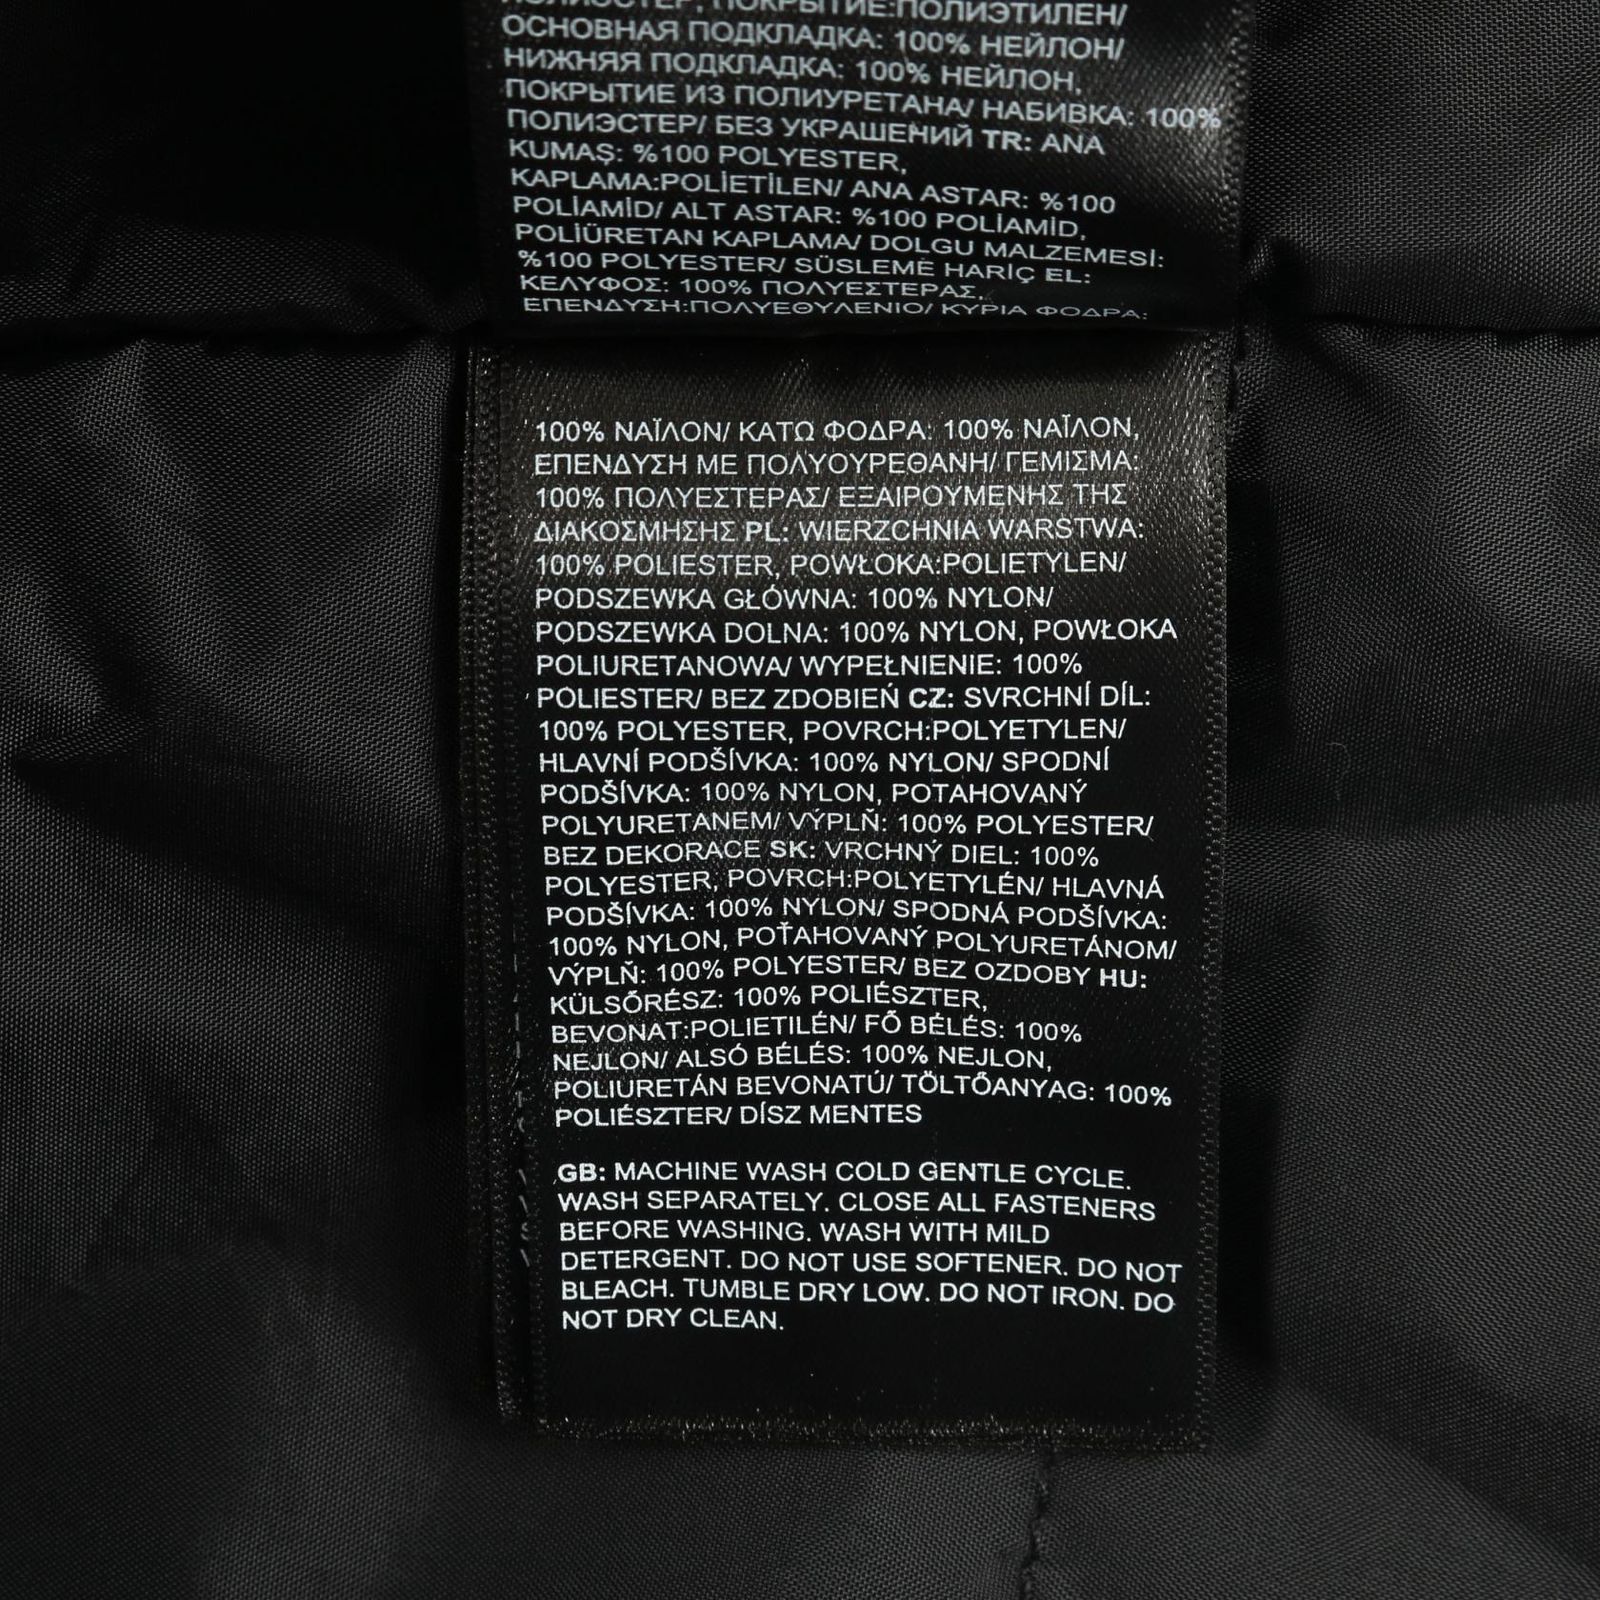 ПОЛИЭСТЕР, ПОКРЫТИЕ:ПОЛИЭТИЛЕН/
ОСНОВНАЯ ПОДКЛАДКА: 100% НЕЙЛОН/
НИЖНЯЯ ПОДКЛАДКА: 100% НЕЙЛОН,
ПОКРЫТИЕ ИЗ ПОЛИУРЕТАНА/ НАБИВКА: 100%
ПОЛИЭСТЕР/ БЕЗ УКРАШЕНИЙ TR: ANA
KUMAŞ: %100 POLYESTER,
KAPLAMA:POLİETİLEN/ ANA ASTAR: %100
POLİAMİD/ ALT ASTAR: %100 POLİAMİD,
POLİÜRETAN KAPLAMA/ DOLGU MALZEMESİ:
%100 POLYESTER/ SÜSLEME HARİÇ EL:
ΚΕΛΥΦΟΣ: 100% ΠΟΛΥΕΣΤΕΡΑΣ,
ΕΠΕΝΔΥΣΗ:ΠΟΛΥΕΘΥΛΕΝΙΟ/ ΚΥΡΙΑ ΦΟΔΡΑ:
100% ΝΑΪΛΟΝ/ ΚΑΤΩ ΦΟΔΡΑ: 100% ΝΑΪΛΟΝ,
ΕΠΕΝΔΥΣΗ ΜΕ ΠΟΛΥΟΥΡΕΘΑΝΗ/ ΓΕΜΙΣΜΑ:
100% ΠΟΛΥΕΣΤΕΡΑΣ/ ΕΞΑΙΡΟΥΜΕΝΗΣ ΤΗΣ
ΔΙΑΚΟΣΜΗΣΗΣ PL: WIERZCHNIA WARSTWA:
100% POLIESTER, POWŁOKA:POLIETYLEN/
PODSZEWKA GŁÓWNA: 100% NYLON/
PODSZEWKA DOLNA: 100% NYLON, POWŁOKA
POLIURETANOWA/ WYPEŁNIENIE: 100%
POLIESTER/ BEZ ZDOBIEŃ CZ: SVRCHNÍ DÍL:
100% POLYESTER, POVRCH:POLYETYLEN/
HLAVNÍ PODŠÍVKA: 100% NYLON/ SPODNÍ
PODŠÍVKA: 100% NYLON, POTAHOVANÝ
POLYURETANEM/ VÝPLŇ: 100% POLYESTER/
BEZ DEKORACE SK: VRCHNÝ DIEL: 100%
POLYESTER, POVRCH:POLYETYLÉN/ HLAVNÁ
PODŠÍVKA: 100% NYLON/ SPODNÁ PODŠÍVKA:
100% NYLON, POŤAHOVANÝ POLYURETÁNOM/
VÝPLŇ: 100% POLYESTER/ BEZ OZDOBY HU:
KÜLSŐRÉSZ: 100% POLIÉSZTER,
BEVONAT:POLIETILÉN/ FŐ BÉLÉS: 100%
NEJLON/ ALSÓ BÉLÉS: 100% NEJLON,
POLIURETÁN BEVONATÚ/ TÖLTŐANYAG: 100%
POLIÉSZTER/ DÍSZ MENTES
GB: MACHINE WASH COLD GENTLE CYCLE.
WASH SEPARATELY. CLOSE ALL FASTENERS
BEFORE WASHING. WASH WITH MILD
DETERGENT. DO NOT USE SOFTENER. DO NOT
BLEACH. TUMBLE DRY LOW. DO NOT IRON. DO
NOT DRY CLEAN.